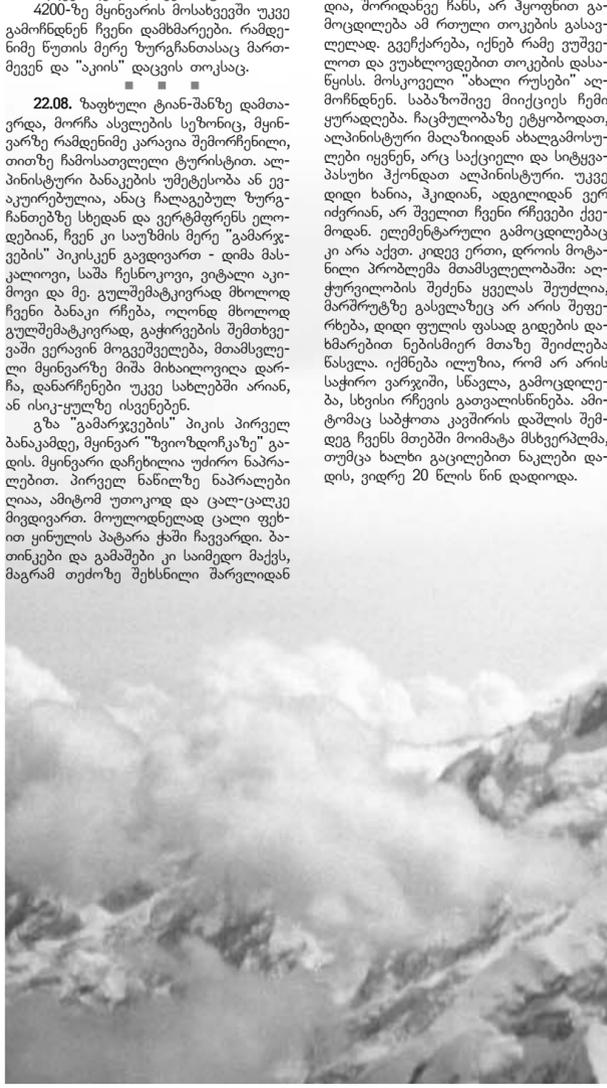 4200-ზე მყინვარის მოსახვევში უკვე
გამოჩნდნენ ჩვენი დამხმარეები. რამდე-
ნიმე წუთის მერე ზურგჩანთასაც მართ-
მევენ და "აკიის" დაცვის თოკსაც.
22.08. ზაფხული ტიან-შანზე დამთა-
ვრდა, მორჩა ასვლების სეზონიც, მყინ-
ვარზე რამდენიმე კარავია შემორჩენილი,
თითზე ჩამოსათვლელი ტურისტით. ალ-
პინისტური ბანაკების უმეტესობა ან ევ-
აკუირებულია, ანაც ჩალაგებულ ზურგ-
ჩანთებზე სხედან და ვერტმფრენს ელო-
დებიან, ჩვენ კი საუზმის მერე "გამარჯ-
ვების" პიკისკენ გავდივართ - დიმა მას-
კალიოვი, საშა ჩესნოკოვი, ვიტალი აკი-
მოვი და მე. გულშემატკივრად მხოლოდ
ჩვენი ბანაკი რჩება, ოღონდ მხოლოდ
გულშემატკივრად, გაჭირვების შემთხვე-
ვაში ვერავინ მოგვეშველება, მთამსვლე-
ლი მყინვარზე მიშა მიხაილოვიღა დარ-
ჩა, დანარჩენები უკვე სახლებში არიან,
ან ისიკ-ყულზე ისვენებენ.
გზა "გამარჯვების" პიკის პირველ
ბანაკამდე, მყინვარ "ზვიოზდოჩკაზე" გა-
დის. მყინვარი დაჩეხილია უძირო ნაპრა-
ლებით. პირველ ნაწილზე ნაპრალები
ღიაა, ამიტომ უთოკოდ და ცალ-ცალკე
მივდივართ. მოულოდნელად ცალი ფეხ-
ით ყინულის პატარა ჭაში ჩავვარდი. ბა-
თინკები და გამაშები კი საიმედო მაქვს,
მაგრამ თეძოზე შეხსნილი შარვლიდან
დია, შორიდანვე ჩანს, არ ჰყოფნით გა-
მოცდილება ამ რთული თოკების გასავ-
ლელად. გვეჩქარება, იქნებ რამე ვუშვე-
ლოთ და ვუახლოვდებით თოკების დასა-
წყისს. მოსკოველი "ახალი რუსები" აღ-
მოჩნდნენ. საბაზოშივე მიიქციეს ჩემი
ყურადღება. ჩაცმულობაზე ეტყობოდათ,
ალპინისტური მაღაზიიდან ახალგამოსუ-
ლები იყვნენ, არც საქციელი და სიტყვა-
პასუხი ჰქონდათ ალპინისტური. უკვე
დიდი ხანია, ჰკიდიან, ადგილიდან ვერ
იძვრიან, არ შველით ჩვენი რჩევები ქვე-
მოდან. ელემენტარული გამოცდილებაც
კი არა აქვთ. კიდევ ერთი, დროის მოტა-
ნილი პრობლემა მთამსვლელობაში: აღ-
ჭურვილობის შეძენა ყველას შეუძლია,
მარშრუტზე გასვლაზეც არ არის შეფე-
რხება, დიდი ფულის ფასად გიდების და-
ხმარებით ნებისმიერ მთაზე შეიძლება
წასვლა. იქმნება ილუზია, რომ არ არის
საჭირო ვარჯიში, სწავლა, გამოცდილე-
ბა, სხვისი რჩევის გათვალისწინება. ამი-
ტომაც საბჭოთა კავშირის დაშლის შემ-
დეგ ჩვენს მთებში მოიმატა მსხვერპლმა,
თუმცა ხალხი გაცილებით ნაკლები და-
დის, ვიდრე 20 წლის წინ დადიოდა.